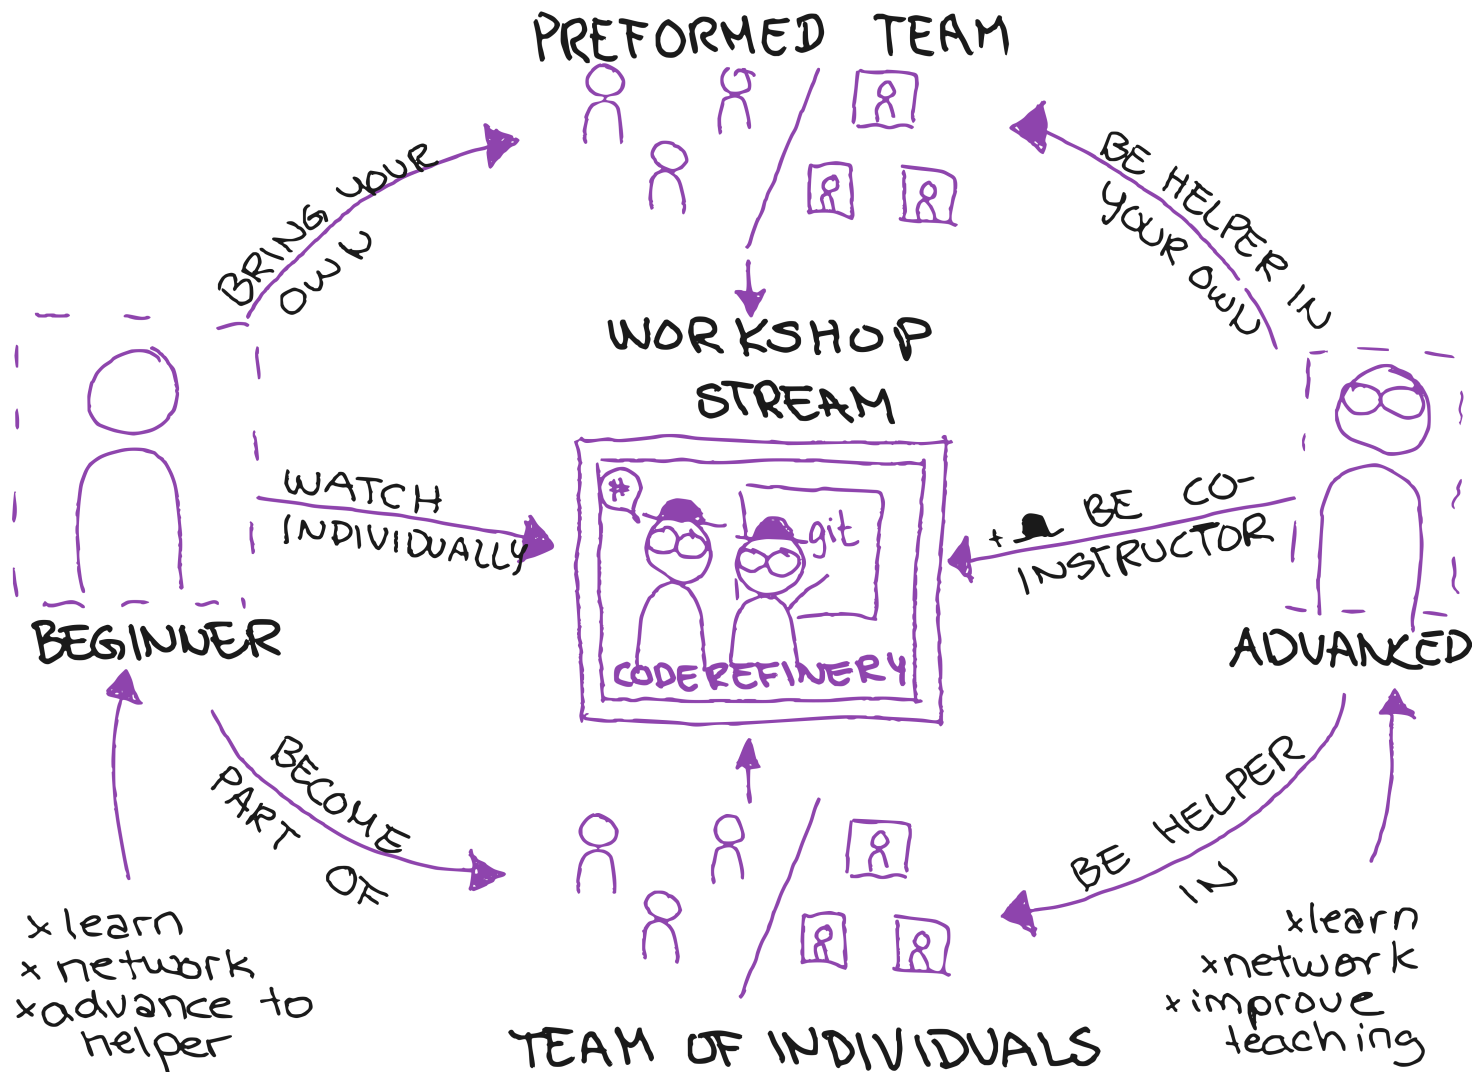 PREFORMED TEAM
BRING YOUR
OWN
BE HELPER IN
YOUR OWN
WORKSHOP
STREAM
WATCH
INDIVIDUALLY
#
git
CODEREFINERY
+ BE CO-
INSTRUCTOR
BEGINNER
ADVANCED
BECOME
PART OF
BE HELPER
IN
x learn
x network
x advance to
helper
x learn
x network
x improve
teaching
TEAM OF INDIVIDUALS